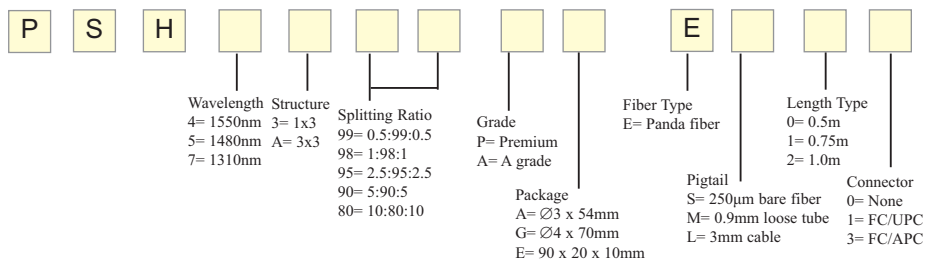 P S H E
Wavelength
4= 1550nm
5= 1480nm
7= 1310nm
Structure
3= 1x3
A= 3x3
Splitting Ratio
99= 0.5:99:0.5
98= 1:98:1
95= 2.5:95:2.5
90= 5:90:5
80= 10:80:10
Grade
P= Premium
A= A grade
Package
A= ∅3 x 54mm
G= ∅4 x 70mm
E= 90 x 20 x 10mm
Fiber Type
E= Panda fiber
Pigtail
S= 250μm bare fiber
M= 0.9mm loose tube
L= 3mm cable
Length Type
0= 0.5m
1= 0.75m
2= 1.0m
Connector
0= None
1= FC/UPC
3= FC/APC